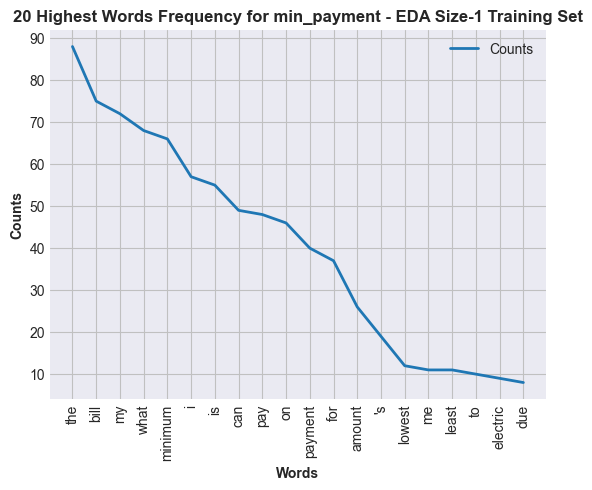 20 Highest Words Frequency for min_payment - EDA Size-1 Training Set
Counts
90
80
70
60
50
40
30
20
10
Counts
the
bill
my
what
minimum
i
is
can
pay
on
payment
for
amount
's
lowest
me
least
to
electric
due
Words